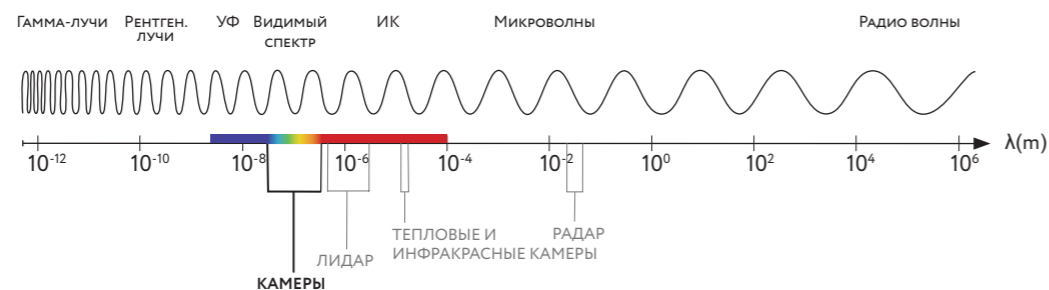 Гамма-лучи Рентген. УФ Видимый ИК Микроволны Радио волны
лучи спектр
10-12 10-10 10-8 10-6 10-4 10-2 100 102 104 106 λ(m)
ТЕПЛОВЫЕ И РАДАР
ЛИДАР ИНФРАКРАСНЫЕ КАМЕРЫ
КАМЕРЫ